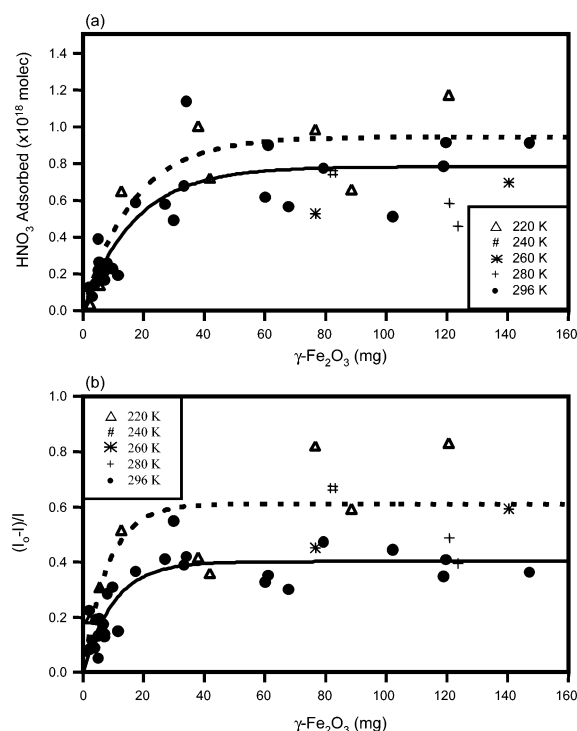 (a)
HNO3 Adsorbed (x10^18 molec)
1.4
1.2
1.0
0.8
0.6
0.4
0.2
0.0
220 K
# 240 K
260 K
+ 280 K
296 K
0 20 40 60 80 100 120 140 160
γ-Fe2O3 (mg)
(b)
(Io-I)/I
1.0
0.8
0.6
0.4
0.2
0.0
220 K
# 240 K
260 K
+ 280 K
296 K
0 20 40 60 80 100 120 140 160
γ-Fe2O3 (mg)